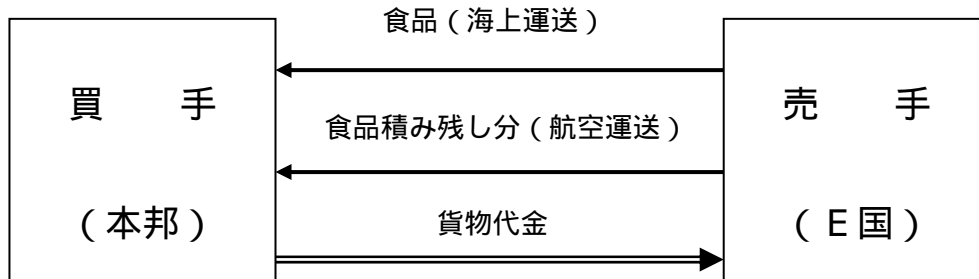 食品（海上運送）
買　手
売　手
食品積み残し分（航空運送）
（本邦）
貨物代金
（Ｅ国）